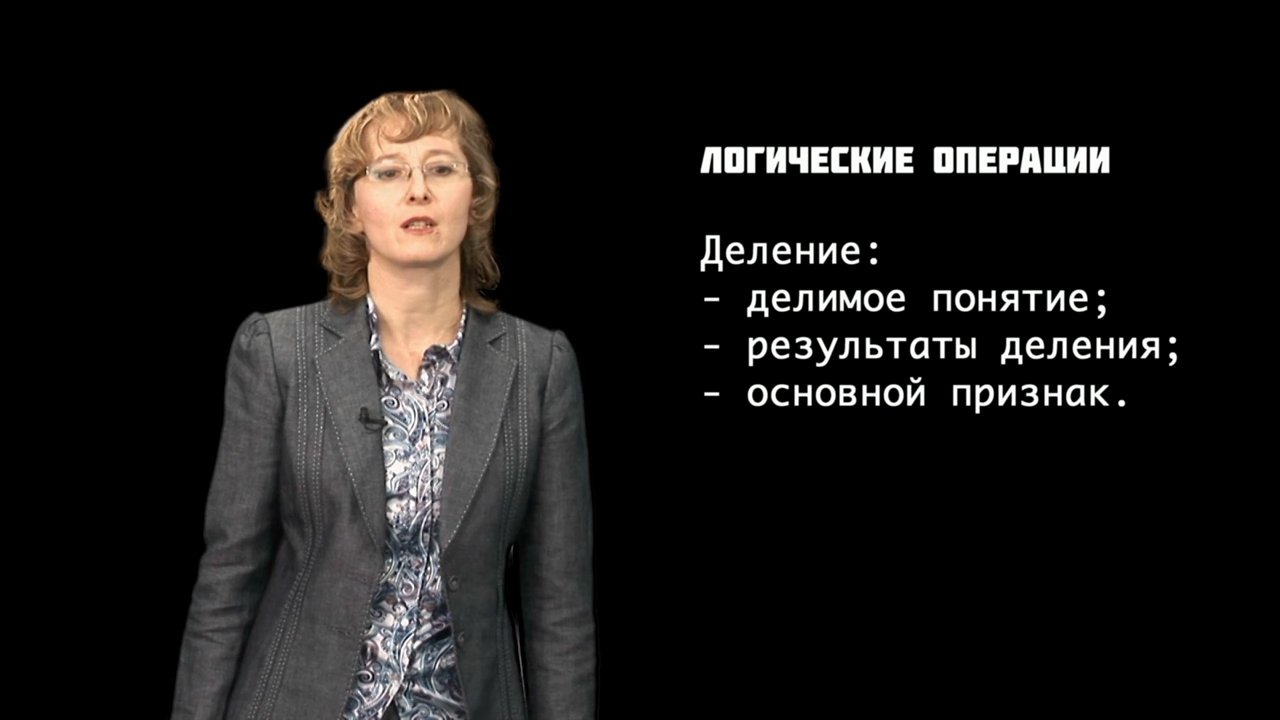 ЛОГИЧЕСКИЕ ОПЕРАЦИИ
Деление:
- делимое понятие;
- результаты деления;
- основной признак.